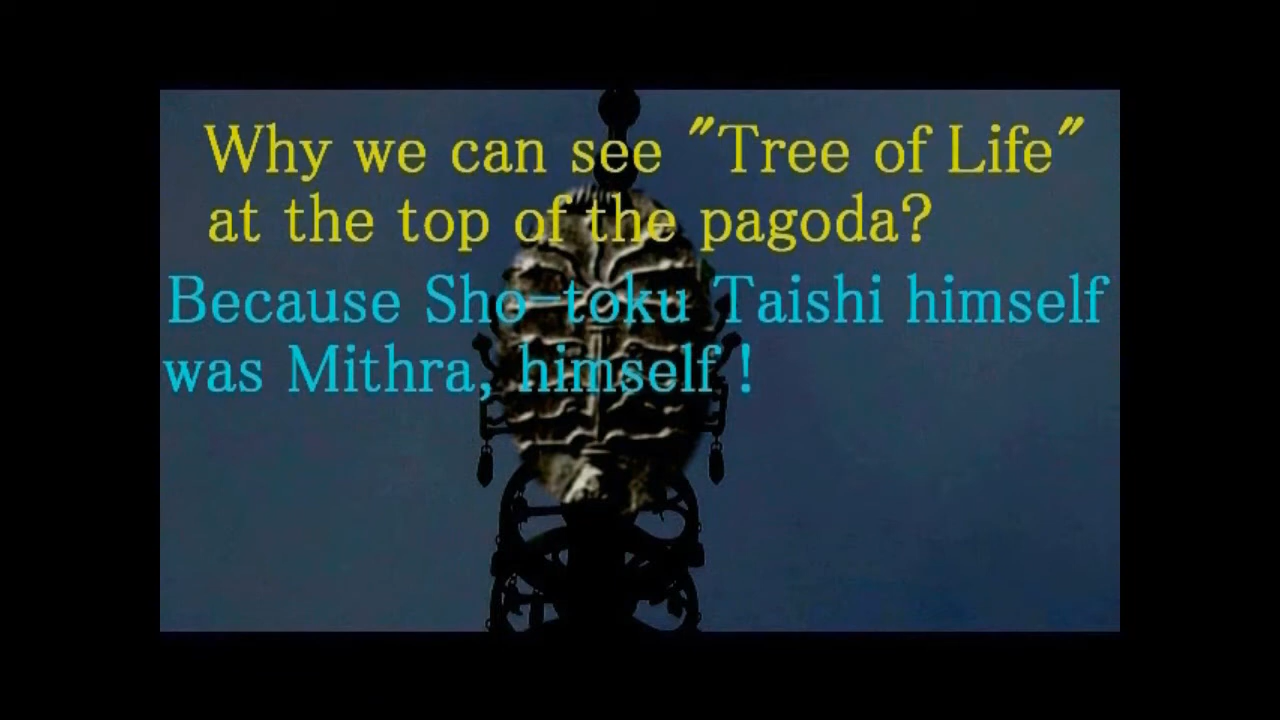 Why we can see "Tree of Life"
at the top of the pagoda?
Because Sho-toku Taishi himself
was Mithra, himself !